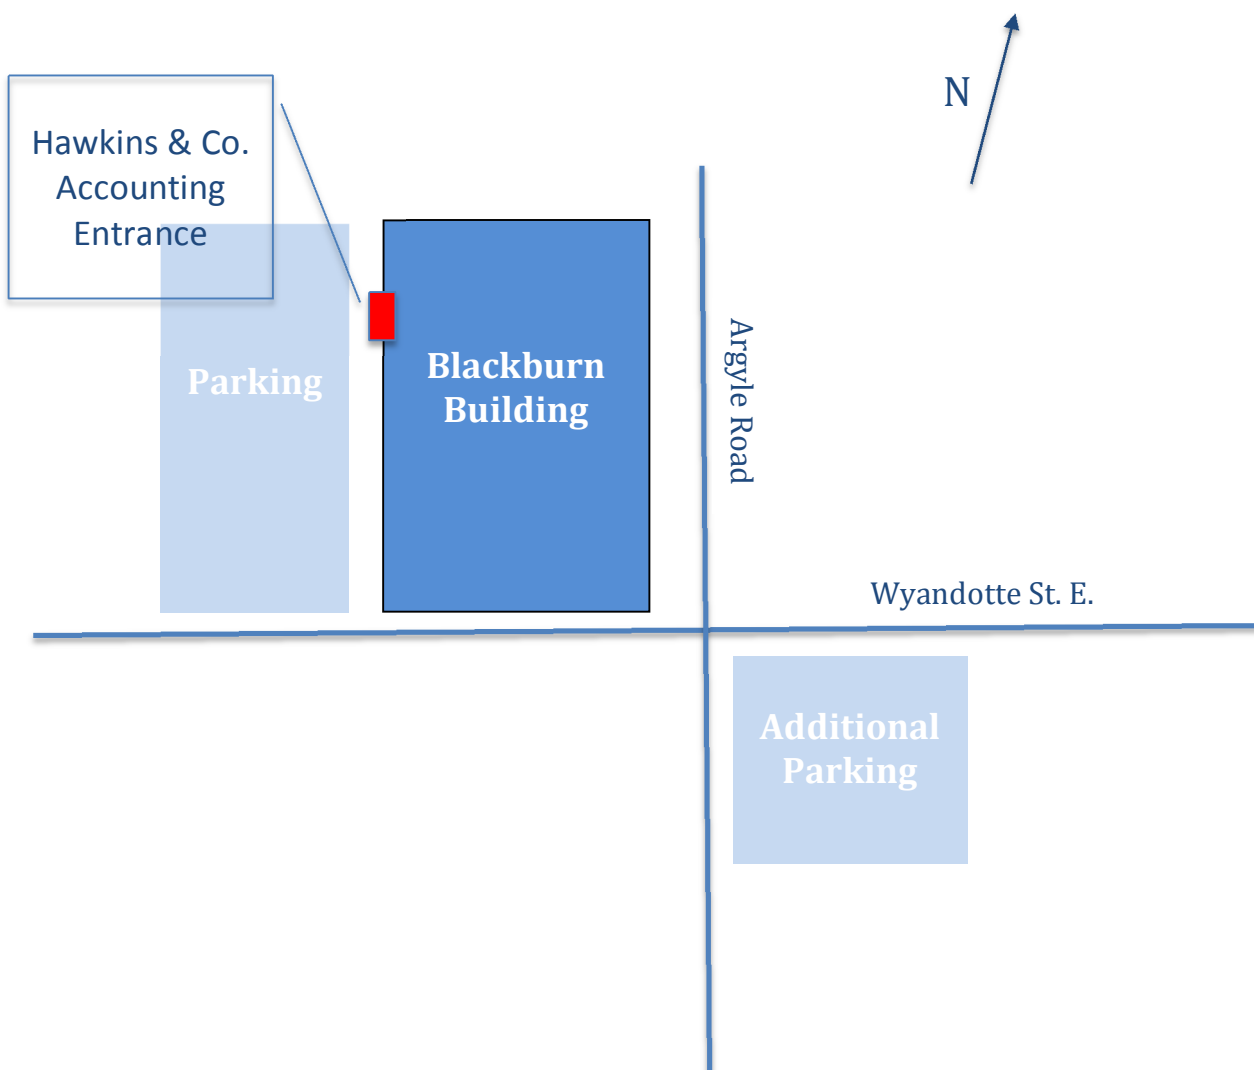 N
Hawkins & Co.
Accounting
Entrance
Parking
Blackburn
Building
Argyle Road
Wyandotte St. E.
Additional
Parking